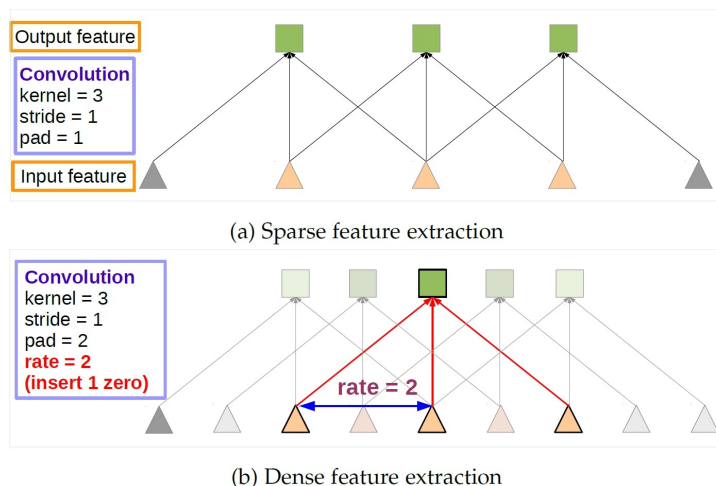 Output feature
Convolution
kernel = 3
stride = 1
pad = 1
Input feature
(a) Sparse feature extraction
Convolution
kernel = 3
stride = 1
pad = 2
rate = 2
(insert 1 zero)
rate = 2
(b) Dense feature extraction